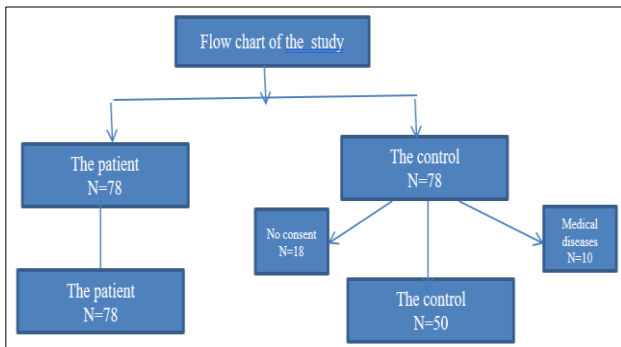 Flow chart of the study
The patient
N=78
The control
N=78
No consent
N=18
Medical
diseases
N=10
The patient
N=78
The control
N=50